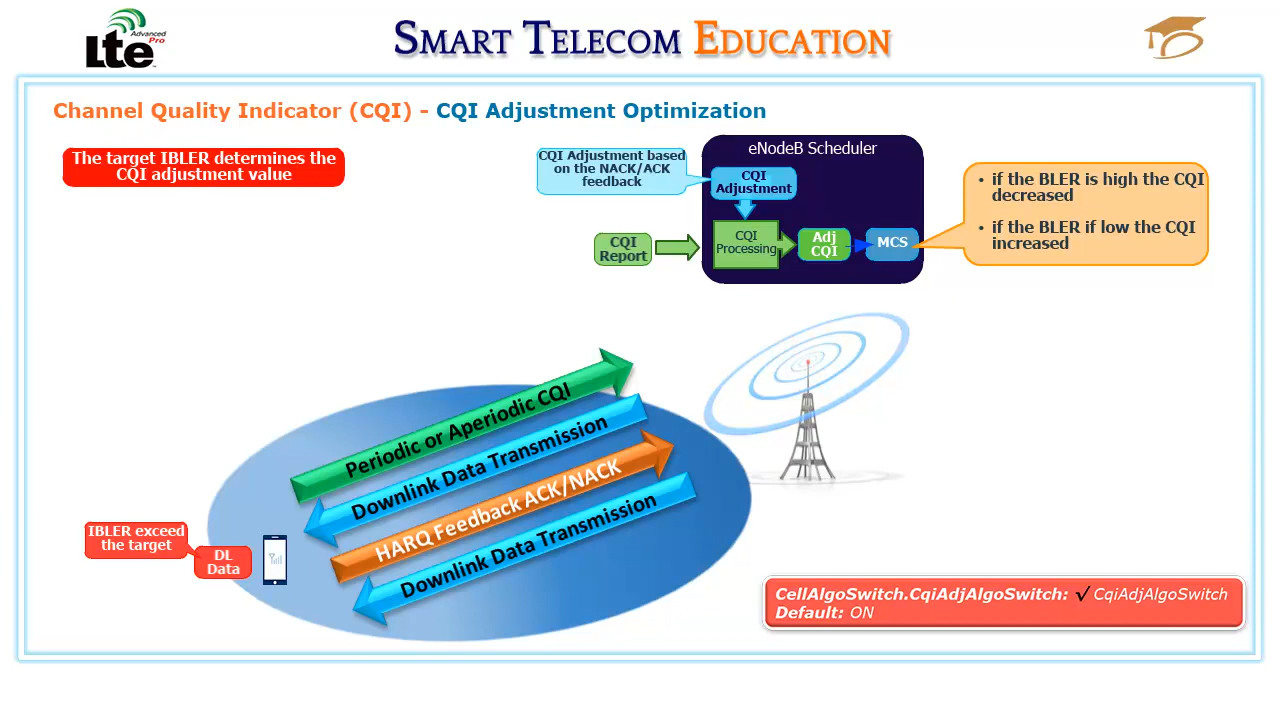 LTE Advanced Pro
SMART TELECOM EDUCATION
Channel Quality Indicator (CQI) - CQI Adjustment Optimization
The target IBLER determines the
CQI adjustment value
CQI Adjustment based
on the NACK/ACK
feedback
eNodeB Scheduler
CQI
Adjustment
CQI
Report
CQI
Processing
Adj
CQI
MCS
• if the BLER is high the CQI
decreased
• if the BLER if low the CQI
increased
Periodic or Aperiodic CQI
Downlink Data Transmission
HARQ Feedback ACK/NACK
Downlink Data Transmission
IBLER exceed
the target
DL
Data
CellAlgoSwitch.CqiAdjAlgoSwitch: ✓ CqiAdjAlgoSwitch
Default: ON